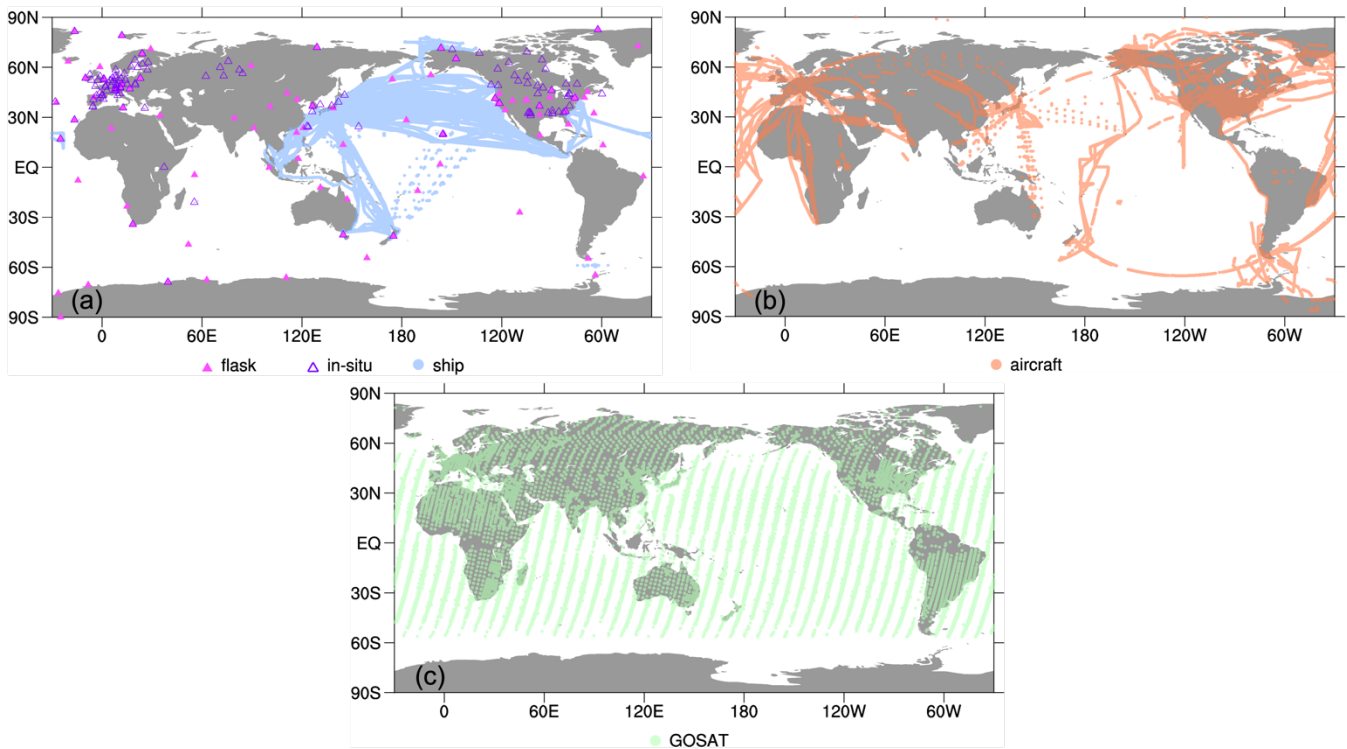 90N
60N
30N
EQ
30S
60S
90S
(a)
0 60E 120E 180 120W 60W
flask in-situ ship
90N
60N
30N
EQ
30S
60S
90S
(b)
0 60E 120E 180 120W 60W
aircraft
90N
60N
30N
EQ
30S
60S
90S
(c)
0 60E 120E 180 120W 60W
GOSAT